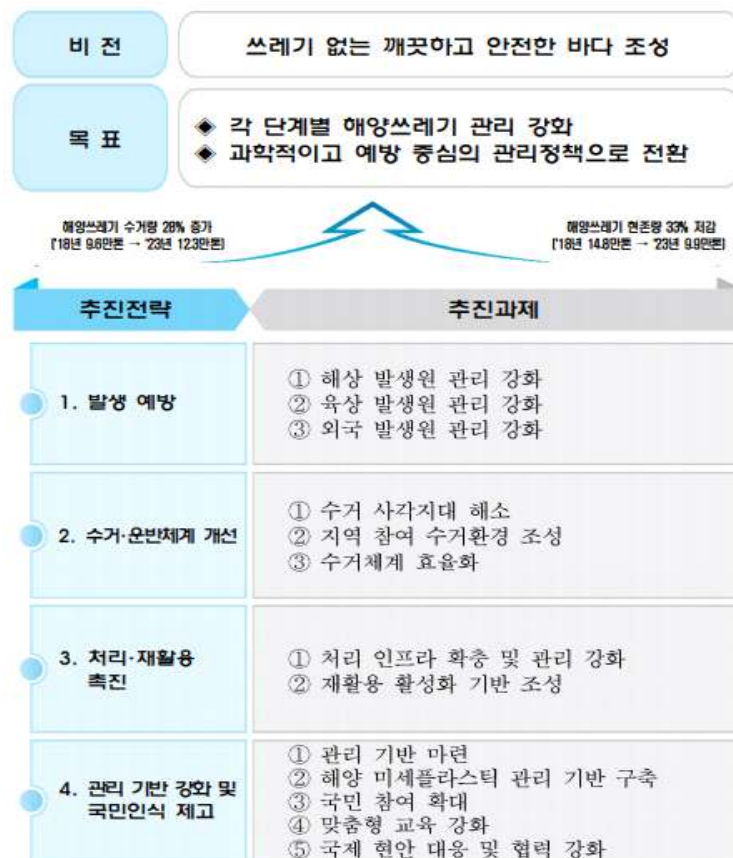 비 전
쓰레기 없는 깨끗하고 안전한 바다 조성
목 표
◈ 각 단계별 해양쓰레기 관리 강화
◈ 과학적이고 예방 중심의 관리정책으로 전환
해양쓰레기 수거량 28% 증가
['18년 9.6만톤 → '23년 12.3만톤]
해양쓰레기 현존량 33% 저감
['18년 14.8만톤 → '23년 9.9만톤]
추진전략
추진과제
1. 발생 예방
① 해상 발생원 관리 강화
② 육상 발생원 관리 강화
③ 외국 발생원 관리 강화
2. 수거·운반체계 개선
① 수거 사각지대 해소
② 지역 참여 수거환경 조성
③ 수거체계 효율화
3. 처리·재활용
촉진
① 처리 인프라 확충 및 관리 강화
② 재활용 활성화 기반 조성
4. 관리 기반 강화 및
국민인식 제고
① 관리 기반 마련
② 해양 미세플라스틱 관리 기반 구축
③ 국민 참여 확대
④ 맞춤형 교육 강화
⑤ 국제 현안 대응 및 협력 강화